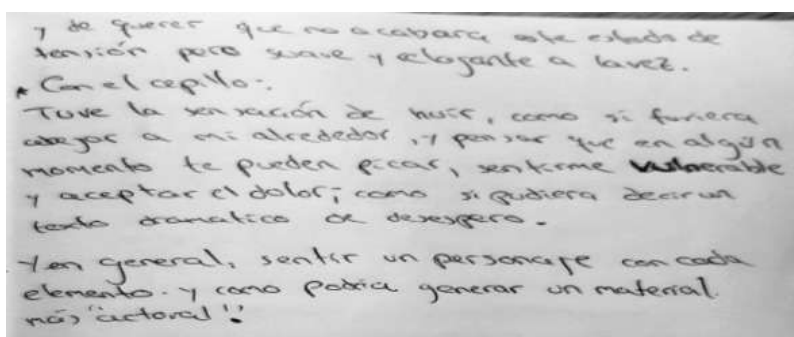 y de querer que no acabara este estado de
tensión pero suave y elegante a la vez.
• Con el cepillo:
Tuve la sensación de huir, como si tuviera
abejas a mi alrededor, y pensar que en algún
momento te pueden picar, sentirme vulnerable
y aceptar el dolor; como si pudiera decir un
texto dramatico de desespero.
Y en general, sentir un personaje con cada
elemento. y como podria generar un material
más "actoral".